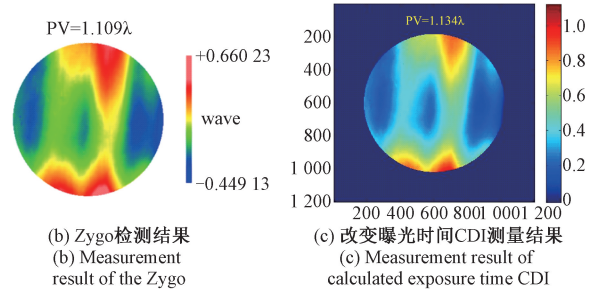 PV=1.109λ
+0.660 23
wave
−0.449 13
(b) Zygo检测结果
(b) Measurement
result of the Zygo
PV=1.134λ
200
400
600
800
1 000
1 200
200 400 600 800 1 0001 200
1.0
0.8
0.6
0.4
0.2
0
(c) 改变曝光时间CDI测量结果
(c) Measurement result of
calculated exposure time CDI